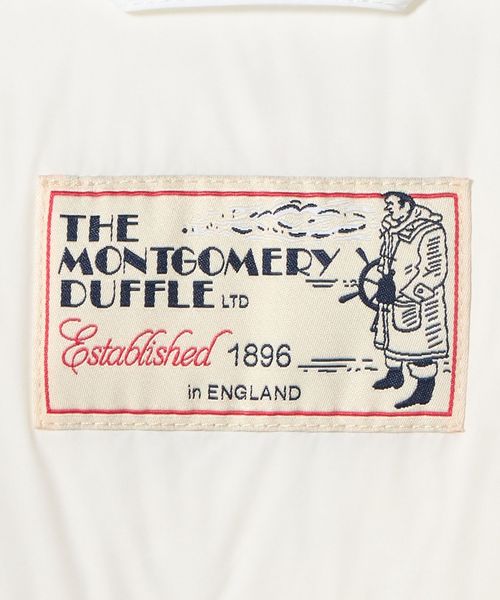 THE
MONTGOMERY
DUFFLE LTD
Established 1896
in ENGLAND